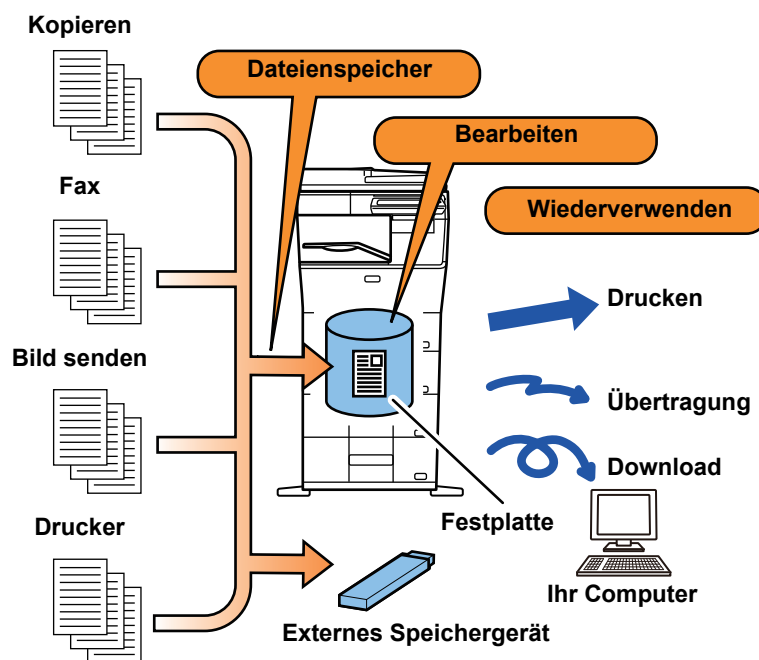 Kopieren
Dateienspeicher
Bearbeiten
Fax
Wiederverwenden
Drucken
Bild senden
Übertragung
Download
Drucker
Festplatte
Ihr Computer
Externes Speichergerät